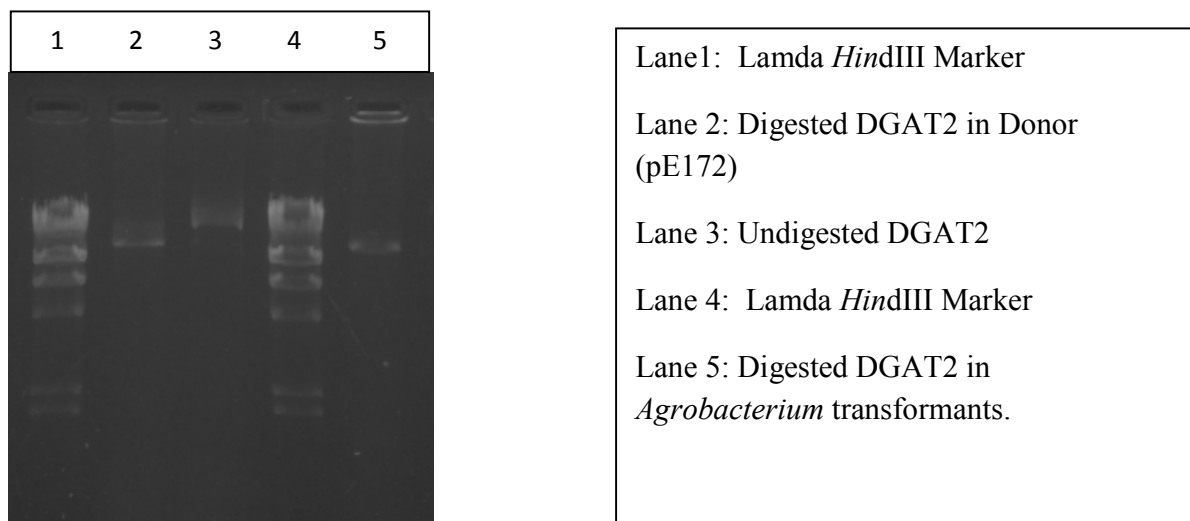 1 2 3 4 5
Lane1: Lamda HindIII Marker
Lane 2: Digested DGAT2 in Donor
(pE172)
Lane 3: Undigested DGAT2
Lane 4: Lamda HindIII Marker
Lane 5: Digested DGAT2 in
Agrobacterium transformants.